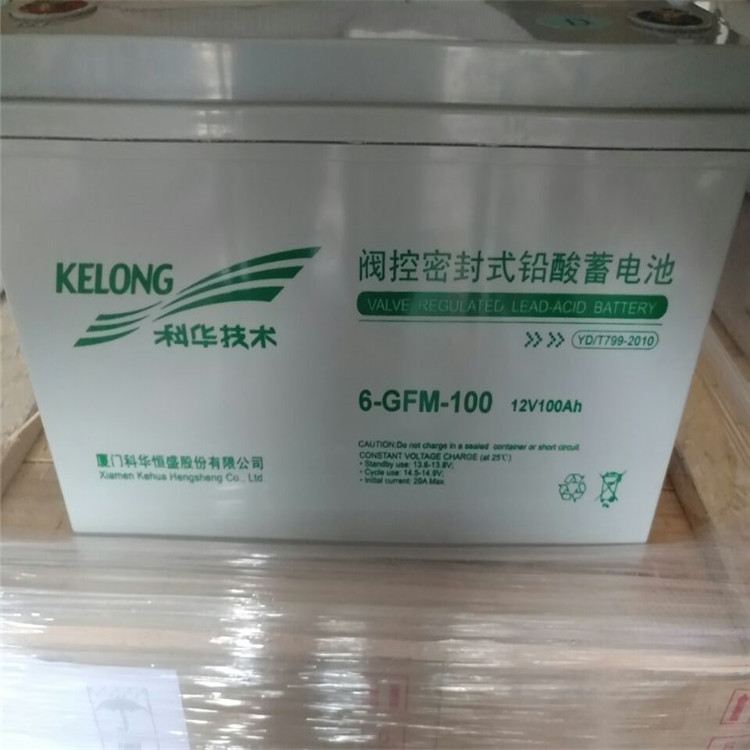 KELONG
科华技术
厦门科华恒盛股份有限公司
Xiamen Kehua Hengsheng Co., Ltd
阀控密封式铅酸蓄电池
VALVE REGULATED LEAD-ACID BATTERY
YD/T799-2010
6-GFM-100 12V100Ah
CAUTION:Do not charge in a sealed container or short circuit.
CONSTANT VOLTAGE CHARGE (at 25℃)
• Standby use: 13.6-13.8V;
• Cycle use: 14.5-14.9V;
• Initial current: 20A Max.